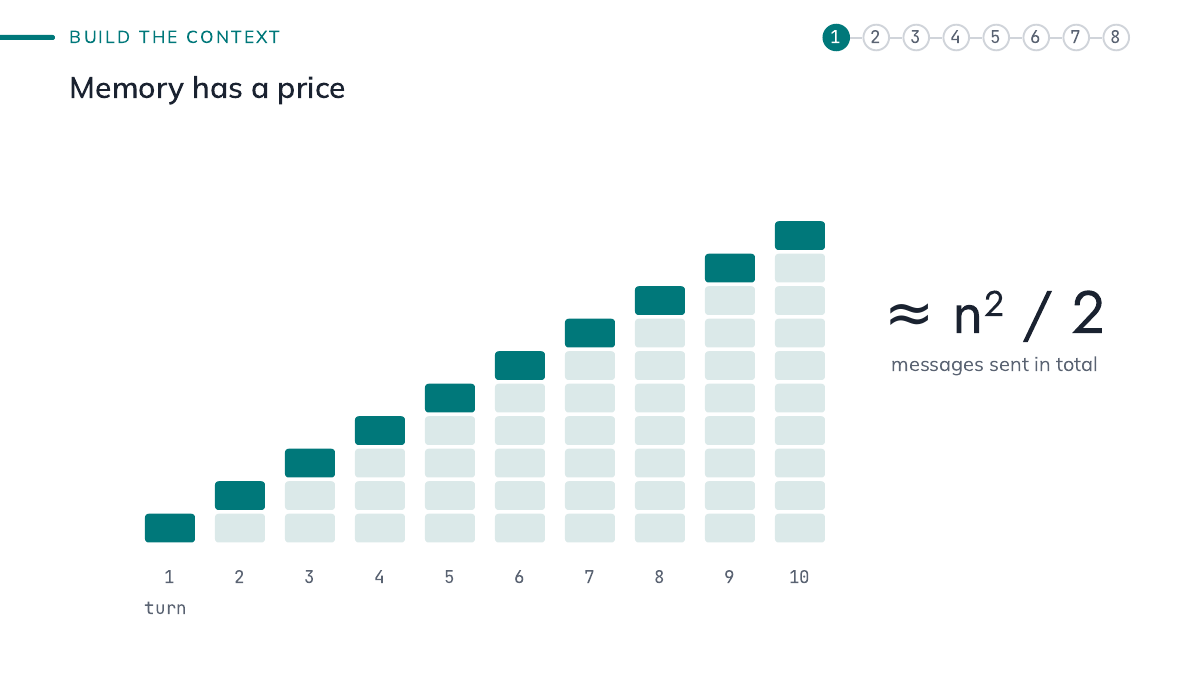 BUILD THE CONTEXT
1 2 3 4 5 6 7 8
Memory has a price
≈ n² / 2
messages sent in total
1 2 3 4 5 6 7 8 9 10
turn